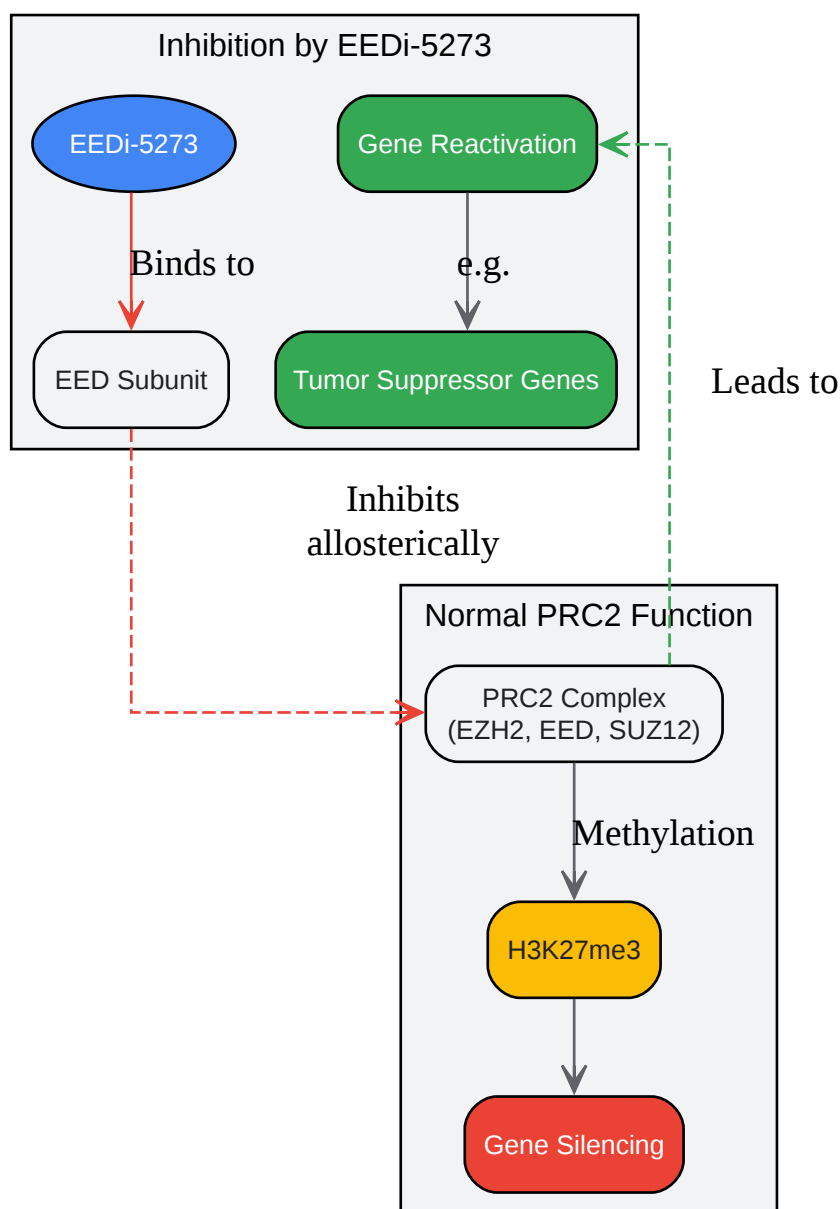 Inhibition by EEDi-5273
EEDi-5273
Gene Reactivation
Binds to
e.g.
EED Subunit
Tumor Suppressor Genes
Leads to
Inhibits
allosterically
Normal PRC2 Function
PRC2 Complex
(EZH2, EED, SUZ12)
Methylation
H3K27me3
Gene Silencing